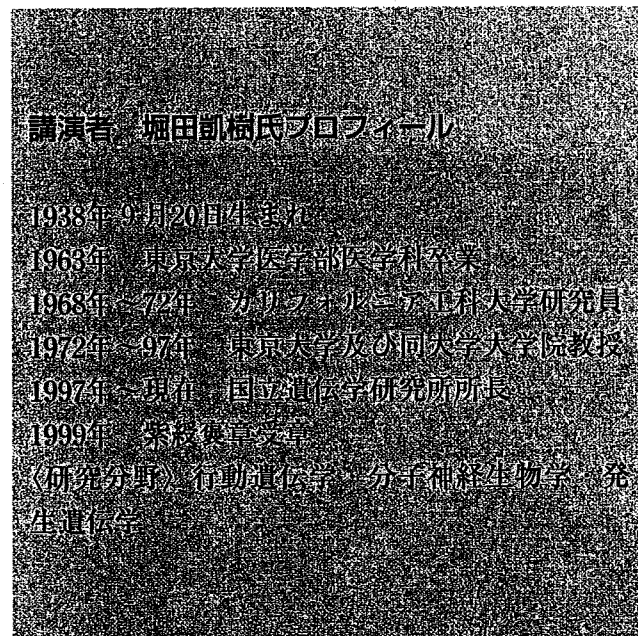 講演者 堀田凱樹氏プロフィール
1938年9月20日生まれ
1963年 東京大学医学部医学科卒業
1968年~72年 カリフォルニア工科大学研究員
1972年~97年 東京大学及び同大学大学院教授
1997年~現在 国立遺伝学研究所所長
1999年 紫綬褒章受章
〈研究分野〉 行動遺伝学 分子神経生物学 発
生遺伝学